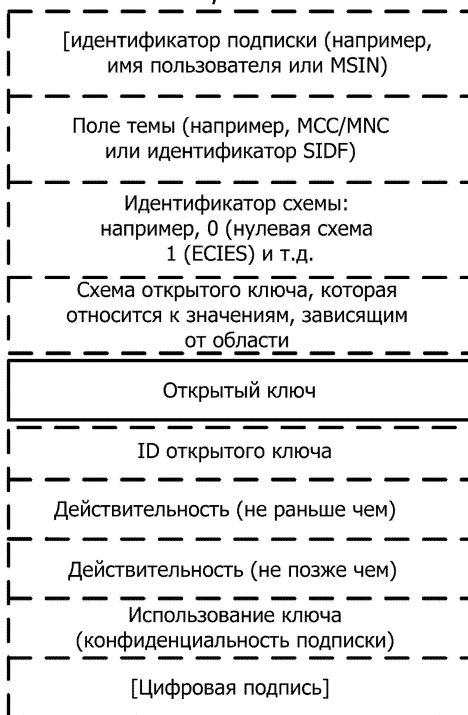 [идентификатор подписки (например,
имя пользователя или MSIN)
Поле темы (например, MCC/MNC
или идентификатор SIDF)
Идентификатор схемы:
например, 0 (нулевая схема
1 (ECIES) и т.д.
Схема открытого ключа, которая
относится к значениям, зависящим
от области
Открытый ключ
ID открытого ключа
Действительность (не раньше чем)
Действительность (не позже чем)
Использование ключа
(конфиденциальность подписки)
[Цифровая подпись]